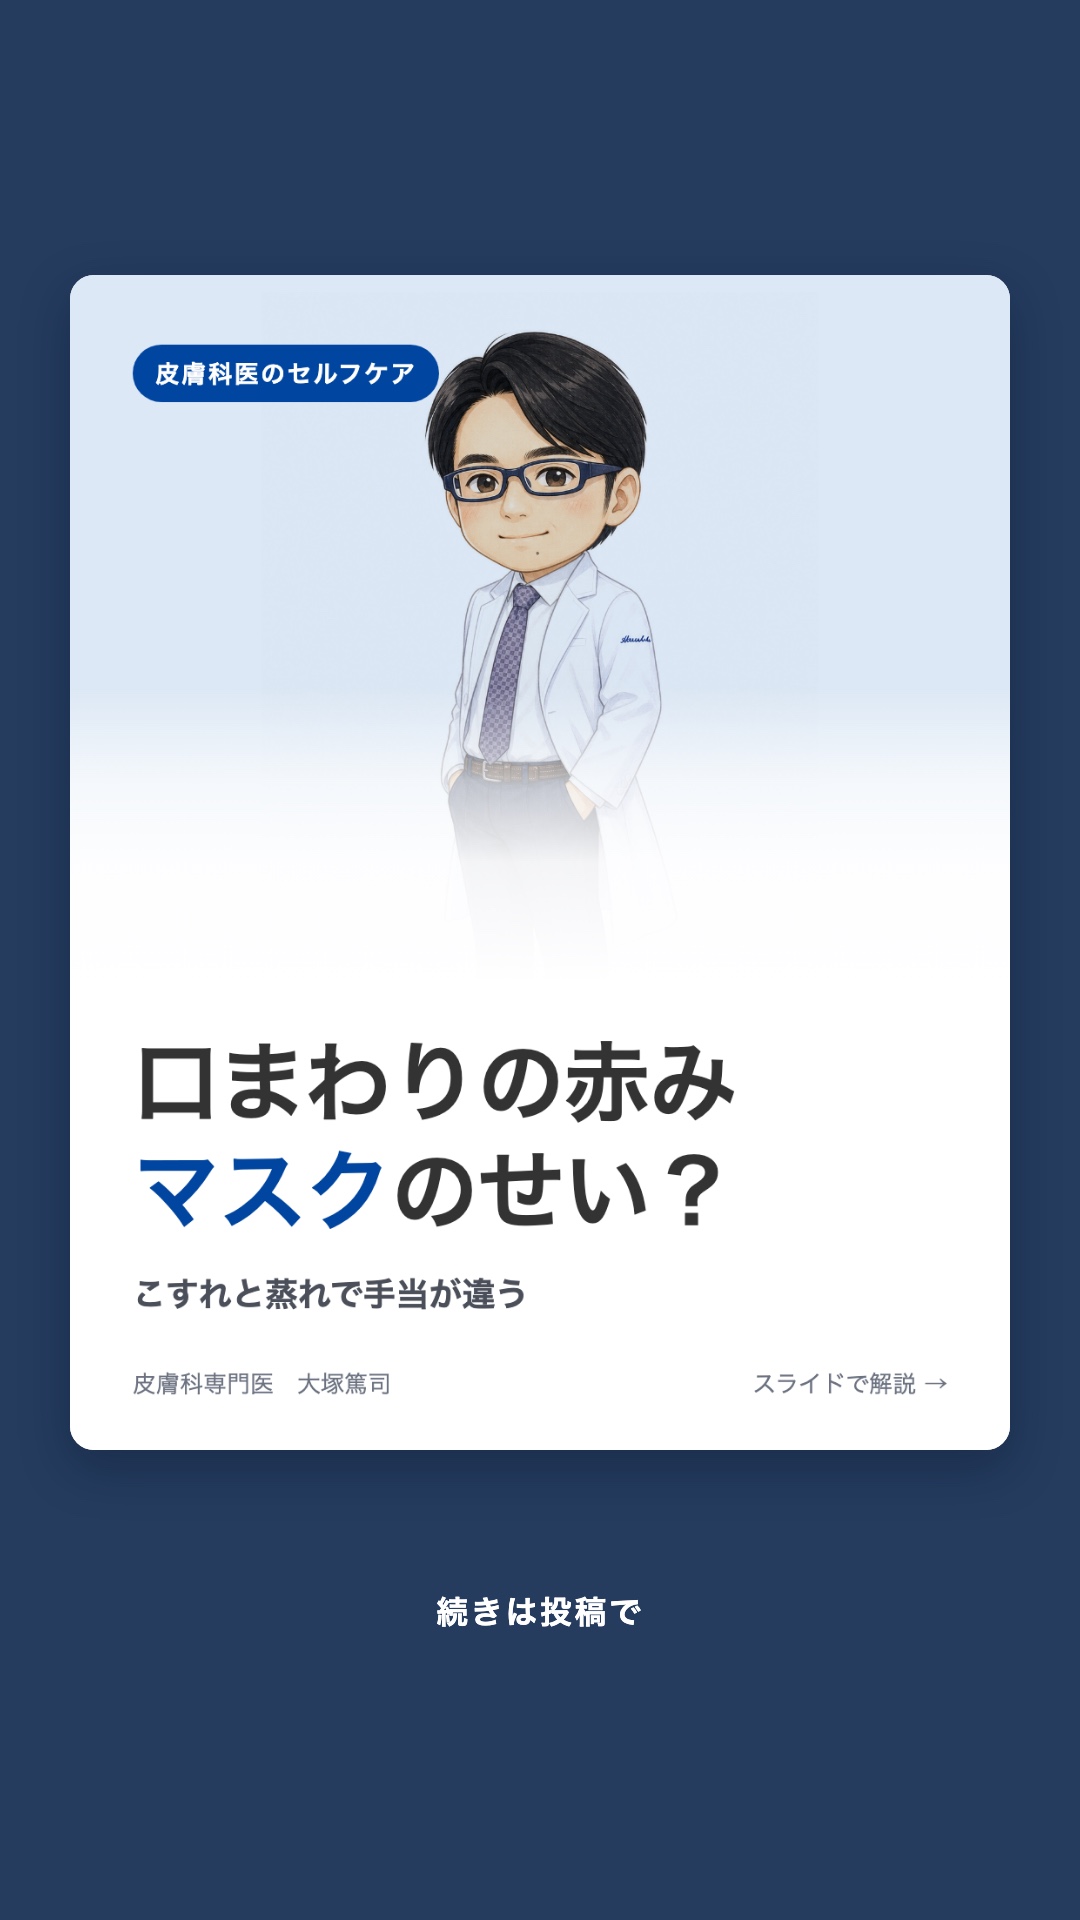 皮膚科医のセルフケア
口まわりの赤み
マスクのせい？
こすれと蒸れで手当が違う
皮膚科専門医　大塚篤司
スライドで解説 →
続きは投稿で